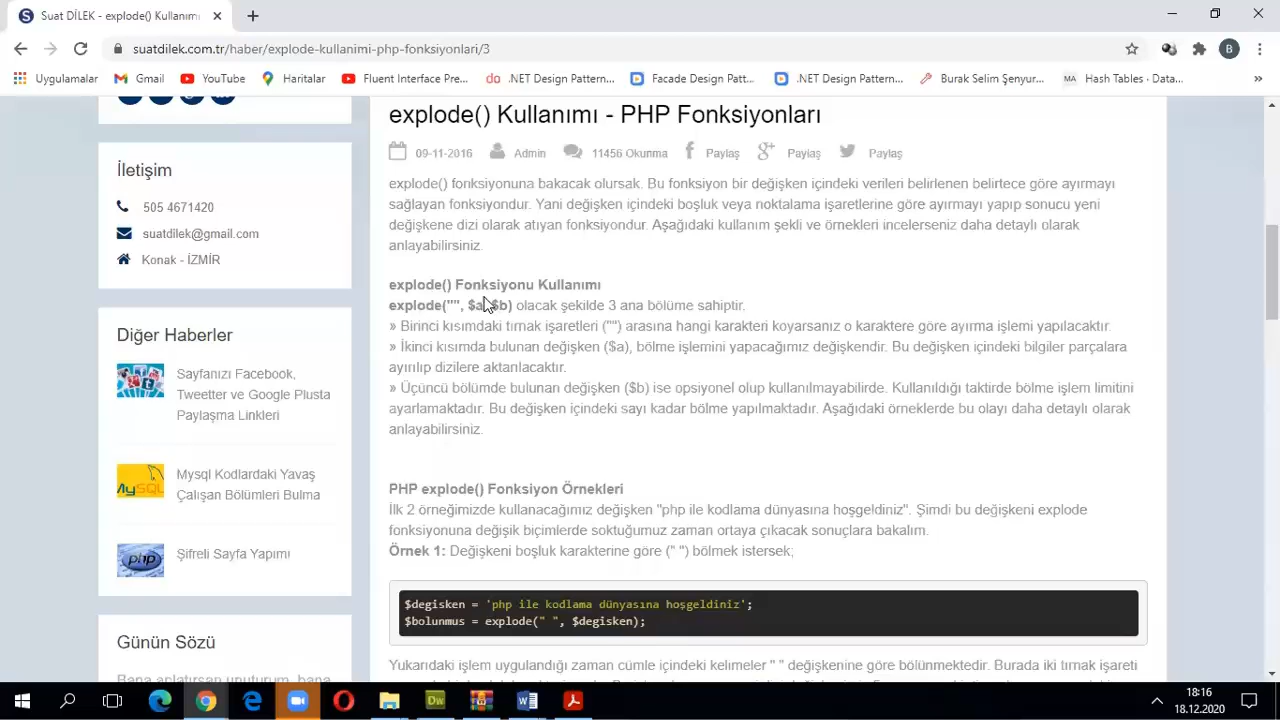 Suat DİLEK - explode() Kullanımı
suatdilek.com.tr/haber/explode-kullanimi-php-fonksiyonlari/3
B
Uygulamalar
Gmail
YouTube
Haritalar
Fluent Interface Pre...
.NET Design Pattern...
Facade Design Patt...
.NET Design Pattern...
Burak Selim Şenyur...
MA Hash Tables - Data...
İletişim
505 4671420
suatdilek@gmail.com
Konak - İZMİR
Diğer Haberler
Sayfanızı Facebook,
Tweetter ve Google Plusta
Paylaşma Linkleri
Mysql Kodlardaki Yavaş
Çalışan Bölümleri Bulma
Şifreli Sayfa Yapımı
Günün Sözü
Bana anlatırsan unuturum, bana
explode() Kullanımı - PHP Fonksiyonları
09-11-2016 Admin 11456 Okunma Paylaş Paylaş Paylaş
explode() fonksiyonuna bakacak olursak. Bu fonksiyon bir değişken içindeki verileri belirlenen belirtece göre ayırmayı
sağlayan fonksiyondur. Yani değişken içindeki boşluk veya noktalama işaretlerine göre ayırmayı yapıp sonucu yeni
değişkene dizi olarak atıyan fonksiyondur. Aşağıdaki kullanım şekli ve örnekleri incelerseniz daha detaylı olarak
anlayabilirsiniz.
explode() Fonksiyonu Kullanımı
explode("", $a, $b) olacak şekilde 3 ana bölüme sahiptir.
» Birinci kısımdaki tırnak işaretleri ("") arasına hangi karakteri koyarsanız o karaktere göre ayırma işlemi yapılacaktır.
» İkinci kısımda bulunan değişken ($a), bölme işlemini yapacağımız değişkendir. Bu değişken içindeki bilgiler parçalara
ayırılıp dizilere aktarılacaktır.
» Üçüncü bölümde bulunan değişken ($b) ise opsiyonel olup kullanılmayabilirde. Kullanıldığı taktirde bölme işlem limitini
ayarlamaktadır. Bu değişken içindeki sayı kadar bölme yapılmaktadır. Aşağıdaki örneklerde bu olayı daha detaylı olarak
anlayabilirsiniz.
PHP explode() Fonksiyon Örnekleri
İlk 2 örneğimizde kullanacağımız değişken "php ile kodlama dünyasına hoşgeldiniz". Şimdi bu değişkeni explode
fonksiyonuna değişik biçimlerde soktuğumuz zaman ortaya çıkacak sonuçlara bakalım.
Örnek 1: Değişkeni boşluk karakterine göre (" ") bölmek istersek;
$degisken = 'php ile kodlama dünyasına hoşgeldiniz';
$bolunmus = explode(" ", $degisken);
Yukarıdaki işlem uygulandığı zaman cümle içindeki kelimeler " " değişkenine göre bölünmektedir. Burada iki tırnak işareti
Dw
18:16
18.12.2020